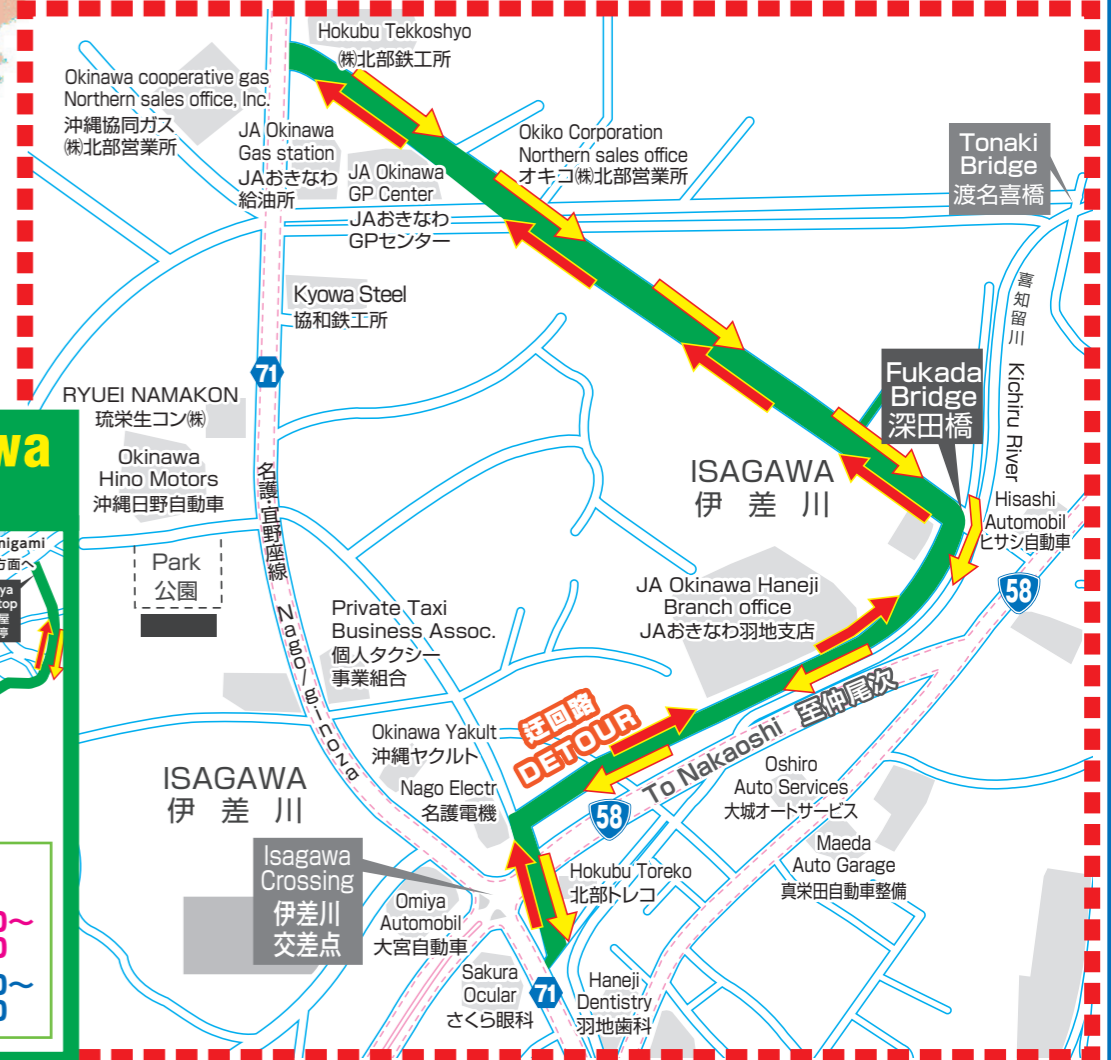 Hokubu Tekkoshyo
㈱北部鉄工所
Okinawa cooperative gas
Northern sales office, Inc.
沖縄協同ガス
㈱北部営業所
JA Okinawa
Gas station
JAおきなわ
給油所
JA Okinawa
GP Center
JAおきなわ
GPセンター
Okiko Corporation
Northern sales office
オキコ㈱北部営業所
Tonaki
Bridge
渡名喜橋
Kyowa Steel
協和鉄工所
喜知留川 Kichiru River
71
Fukada
Bridge
深田橋
RYUEI NAMAKON
琉栄生コン㈱
Okinawa
Hino Motors
沖縄日野自動車
名護・宜野座線 Nago/ginoza
ISAGAWA
伊差川
Hisashi
Automobil
ヒサシ自動車
58
Park
公園
JA Okinawa Haneji
Branch office
JAおきなわ羽地支店
Private Taxi
Business Assoc.
個人タクシー
事業組合
迂回路
DETOUR
To Nakaoshi 至仲尾次
58
Okinawa Yakult
沖縄ヤクルト
Nago Electr
名護電機
ISAGAWA
伊差川
Oshiro
Auto Services
大城オートサービス
Maeda
Auto Garage
真栄田自動車整備
Isagawa
Crossing
伊差川
交差点
Hokubu Toreko
北部トレコ
Omiya
Automobil
大宮自動車
Sakura
Ocular
さくら眼科
71
Haneji
Dentistry
羽地歯科
wa
nigami
方面へ
ya
top
屋
停
0～
0
0～
0